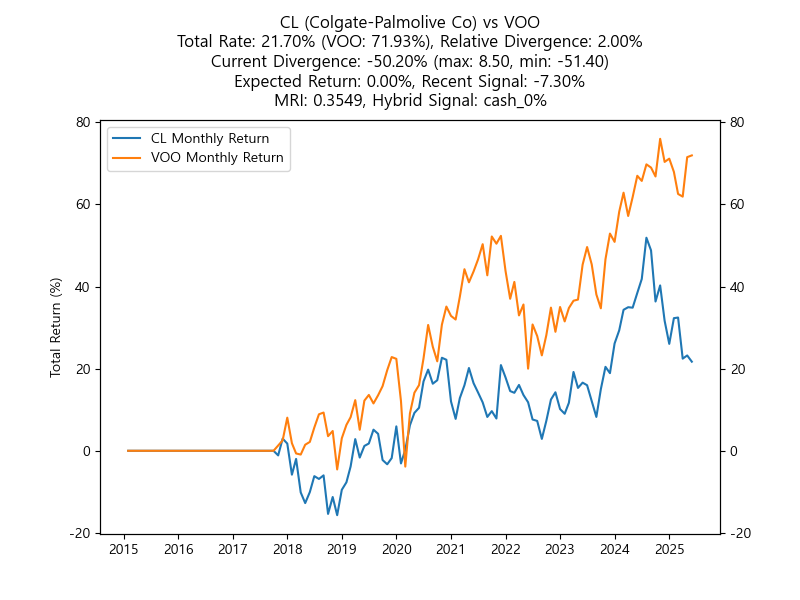 CL (Colgate-Palmolive Co) vs VOO
Total Rate: 21.70% (VOO: 71.93%), Relative Divergence: 2.00%
Current Divergence: -50.20% (max: 8.50, min: -51.40)
Expected Return: 0.00%, Recent Signal: -7.30%
MRI: 0.3549, Hybrid Signal: cash_0%
CL Monthly Return
VOO Monthly Return
Total Return (%)
80
60
40
20
0
-20
80
60
40
20
0
-20
2015 2016 2017 2018 2019 2020 2021 2022 2023 2024 2025